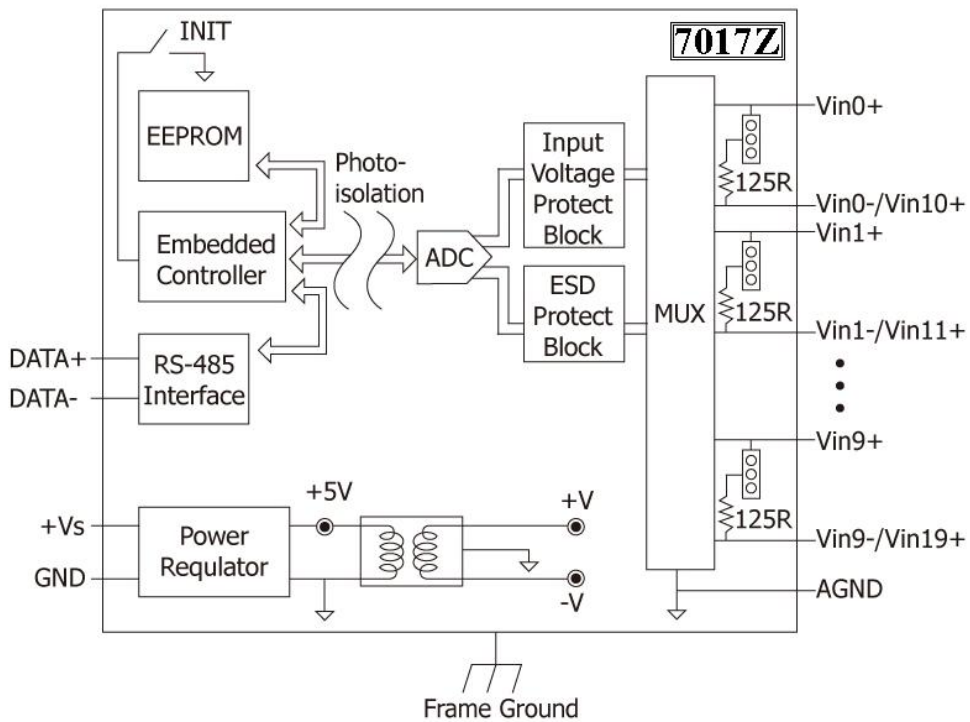 INIT
7017Z
EEPROM
Photo-
isolation
Embedded
Controller
ADC
Input
Voltage
Protect
Block
ESD
Protect
Block
MUX
Vin0+
125R
Vin0-/Vin10+
Vin1+
125R
Vin1-/Vin11+
Vin9+
125R
Vin9-/Vin19+
AGND
DATA+
DATA-
RS-485
Interface
+Vs
GND
Power
Requlator
+5V
+V
-V
Frame Ground